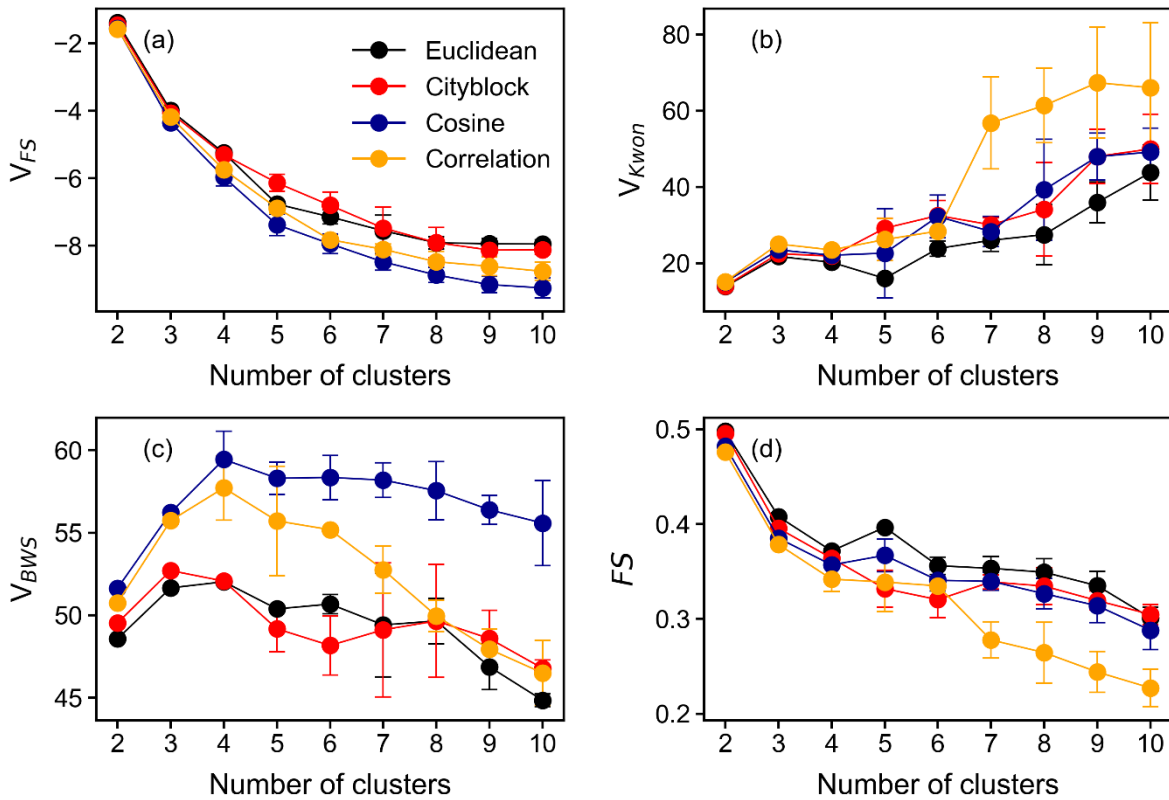 (a)
Euclidean
Cityblock
Cosine
Correlation
V_FS
−2
−4
−6
−8
2 3 4 5 6 7 8 9 10
Number of clusters
(b)
V_Kwon
80
60
40
20
2 3 4 5 6 7 8 9 10
Number of clusters
(c)
V_BWS
60
55
50
45
2 3 4 5 6 7 8 9 10
Number of clusters
(d)
FS
0.5
0.4
0.3
0.2
2 3 4 5 6 7 8 9 10
Number of clusters